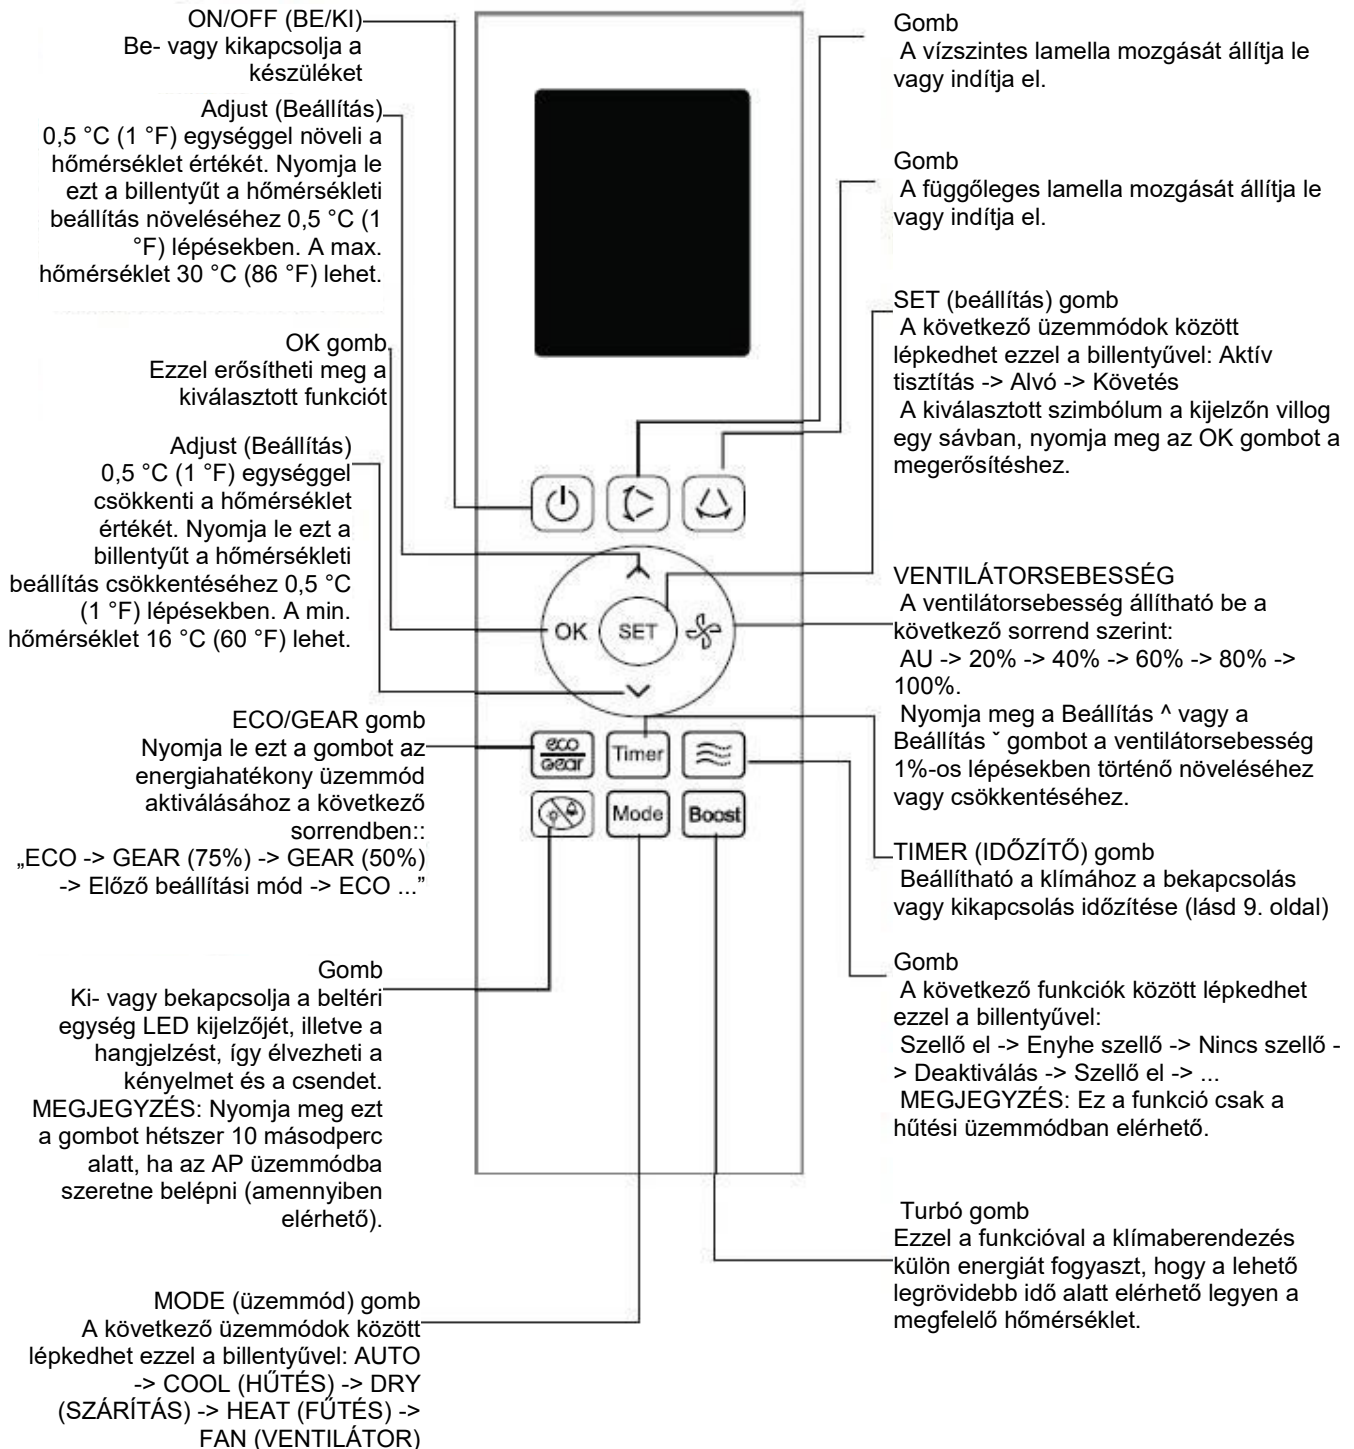 ON/OFF (BE/KI)
Be- vagy kikapcsolja a
készüléket
Adjust (Beállítás)
0,5 °C (1 °F) egységgel növeli a
hőmérséklet értékét. Nyomja le
ezt a billentyűt a hőmérsékleti
beállítás növeléséhez 0,5 °C (1
°F) lépésekben. A max.
hőmérséklet 30 °C (86 °F) lehet.
OK gomb
Ezzel erősítheti meg a
kiválasztott funkciót
Adjust (Beállítás)
0,5 °C (1 °F) egységgel
csökkenti a hőmérséklet
értékét. Nyomja le ezt a
billentyűt a hőmérsékleti
beállítás csökkentéséhez 0,5 °C
(1 °F) lépésekben. A min.
hőmérséklet 16 °C (60 °F) lehet.
ECO/GEAR gomb
Nyomja le ezt a gombot az
energiahatékony üzemmód
aktiválásához a következő
sorrendben::
„ECO -> GEAR (75%) -> GEAR (50%)
-> Előző beállítási mód -> ECO ...”
Gomb
Ki- vagy bekapcsolja a beltéri
egység LED kijelzőjét, illetve a
hangjelzést, így élvezheti a
kényelmet és a csendet.
MEGJEGYZÉS: Nyomja meg ezt
a gombot hétszer 10 másodperc
alatt, ha az AP üzemmódba
szeretne belépni (amennyiben
elérhető).
MODE (üzemmód) gomb
A következő üzemmódok között
lépkedhet ezzel a billentyűvel: AUTO
-> COOL (HŰTÉS) -> DRY
(SZÁRÍTÁS) -> HEAT (FŰTÉS) ->
FAN (VENTILÁTOR)
OK
SET
eco
gear
Timer
Mode
Boost
Gomb
A vízszintes lamella mozgását állítja le
vagy indítja el.
Gomb
A függőleges lamella mozgását állítja le
vagy indítja el.
SET (beállítás) gomb
A következő üzemmódok között
lépkedhet ezzel a billentyűvel: Aktív
tisztítás -> Alvó -> Követés
A kiválasztott szimbólum a kijelzőn villog
egy sávban, nyomja meg az OK gombot a
megerősítéshez.
VENTILÁTORSEBESSÉG
A ventilátorsebesség állítható be a
következő sorrend szerint:
AU -> 20% -> 40% -> 60% -> 80% ->
100%.
Nyomja meg a Beállítás ^ vagy a
Beállítás ˇ gombot a ventilátorsebesség
1%-os lépésekben történő növeléséhez
vagy csökkentéséhez.
TIMER (IDŐZÍTŐ) gomb
Beállítható a klímához a bekapcsolás
vagy kikapcsolás időzítése (lásd 9. oldal)
Gomb
A következő funkciók között lépkedhet
ezzel a billentyűvel:
Szellő el -> Enyhe szellő -> Nincs szellő -
> Deaktiválás -> Szellő el -> ...
MEGJEGYZÉS: Ez a funkció csak a
hűtési üzemmódban elérhető.
Turbó gomb
Ezzel a funkcióval a klímaberendezés
külön energiát fogyaszt, hogy a lehető
legrövidebb idő alatt elérhető legyen a
megfelelő hőmérséklet.